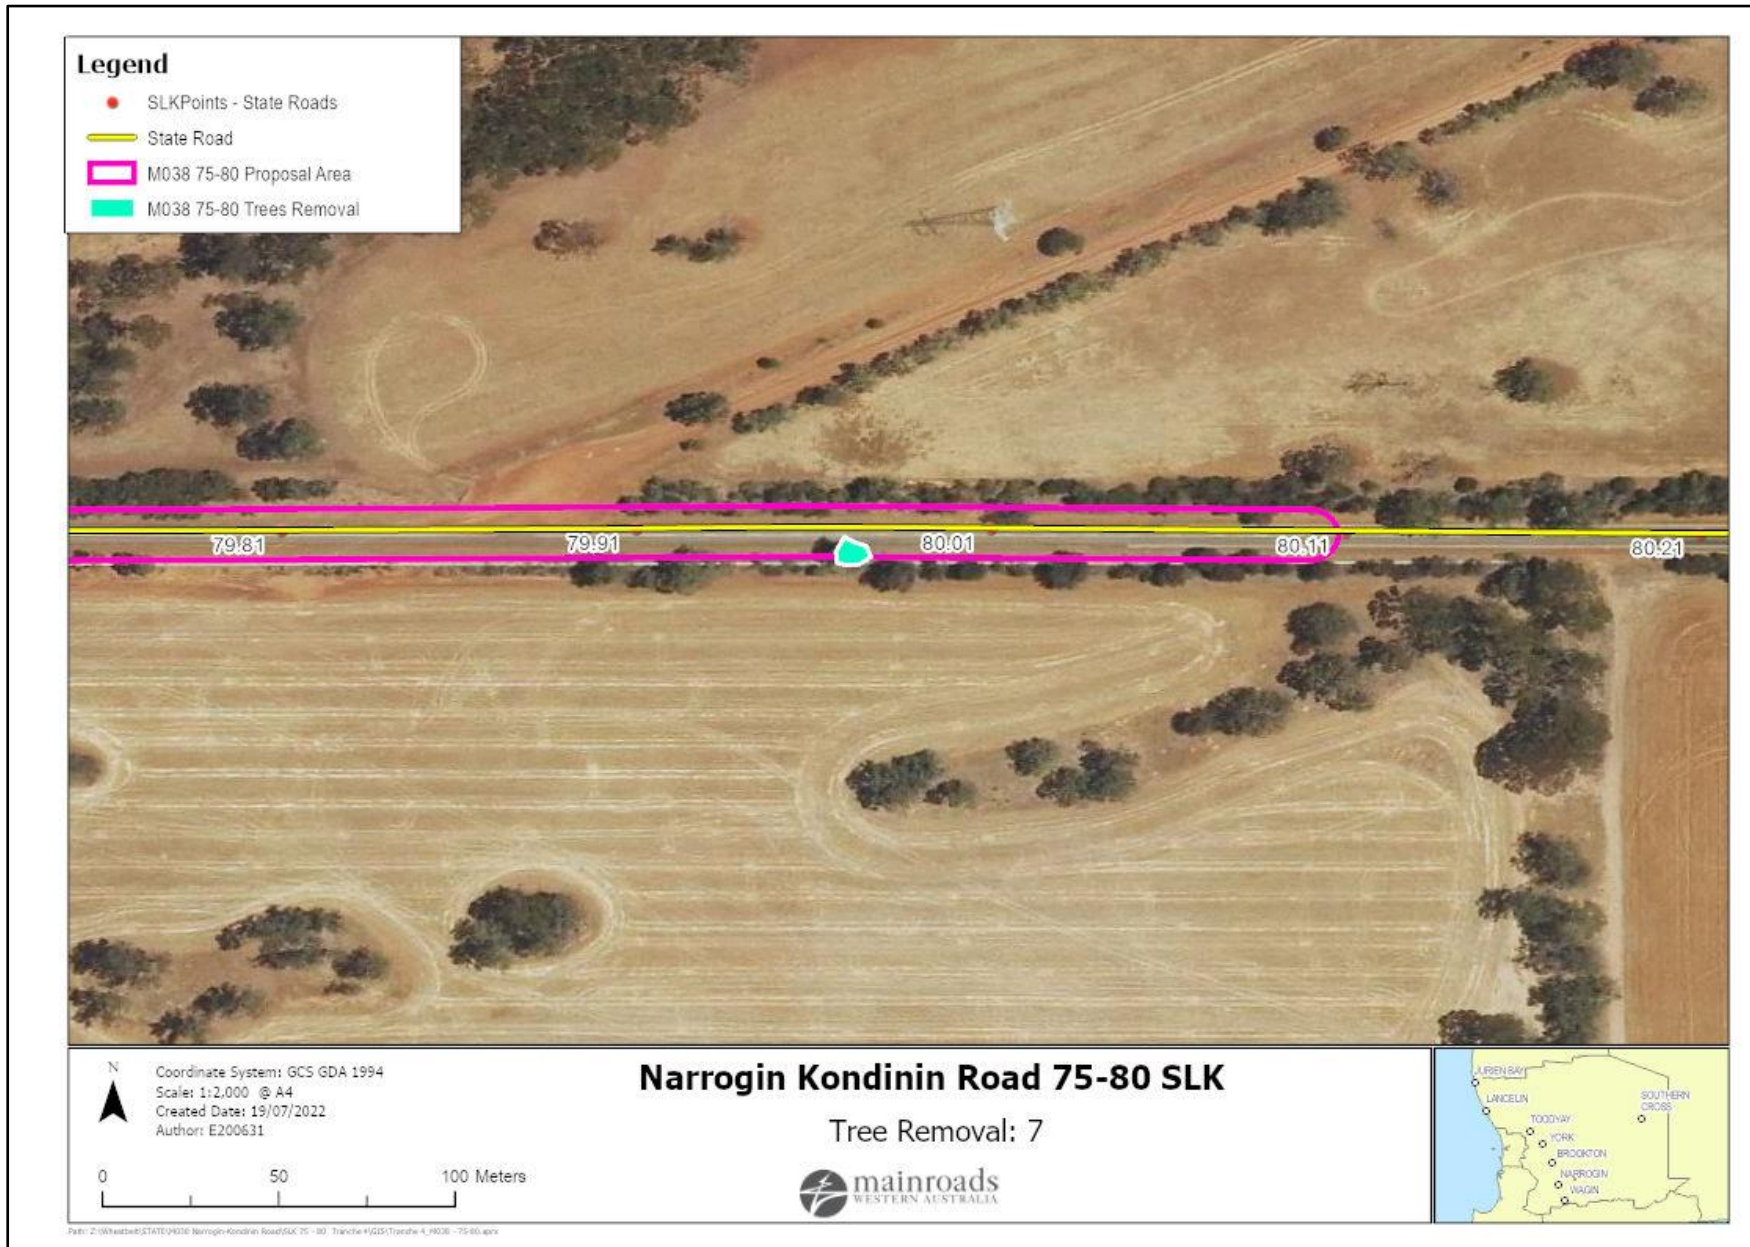 Legend
SLKPoints - State Roads
State Road
M038 75-80 Proposal Area
M038 75-80 Trees Removal
79.81
79.91
80.01
80.11
80.21
N
Coordinate System: GCS GDA 1994
Scale: 1:2,000 @ A4
Created Date: 19/07/2022
Author: E200631
0 50 100 Meters
Narrogin Kondinin Road 75-80 SLK
Tree Removal: 7
mainroads
WESTERN AUSTRALIA
JURIEN BAY
LANCELIN
SOUTHERN
CROSS
TOODYAY
YORK
BROOKTON
NARROGIN
WAGIN